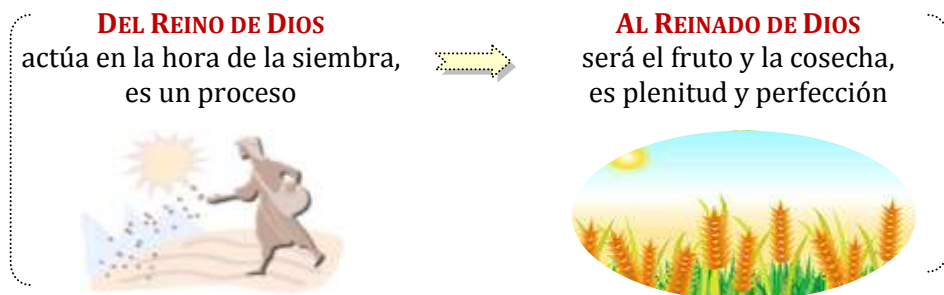 DEL REINO DE DIOS
actúa en la hora de la siembra,
es un proceso
AL REINADO DE DIOS
será el fruto y la cosecha,
es plenitud y perfección